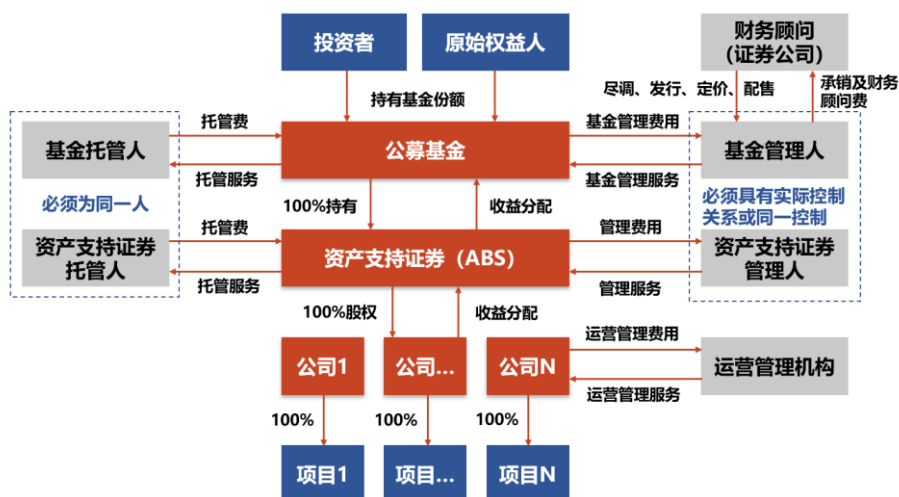 投资者
原始权益人
财务顾问
（证券公司）
持有基金份额
尽调、发行、定价、配售
承销及财务
顾问费
托管费
基金管理费用
基金托管人
公募基金
基金管理人
托管服务
基金管理服务
必须为同一人
100%持有
收益分配
必须具有实际控制
关系或同一控制
托管费
管理费用
资产支持证券
托管人
资产支持证券（ABS）
资产支持证券
管理人
托管服务
管理服务
100%股权
收益分配
运营管理费用
公司1
公司...
公司N
运营管理机构
运营管理服务
100%
100%
100%
项目1
项目...
项目N